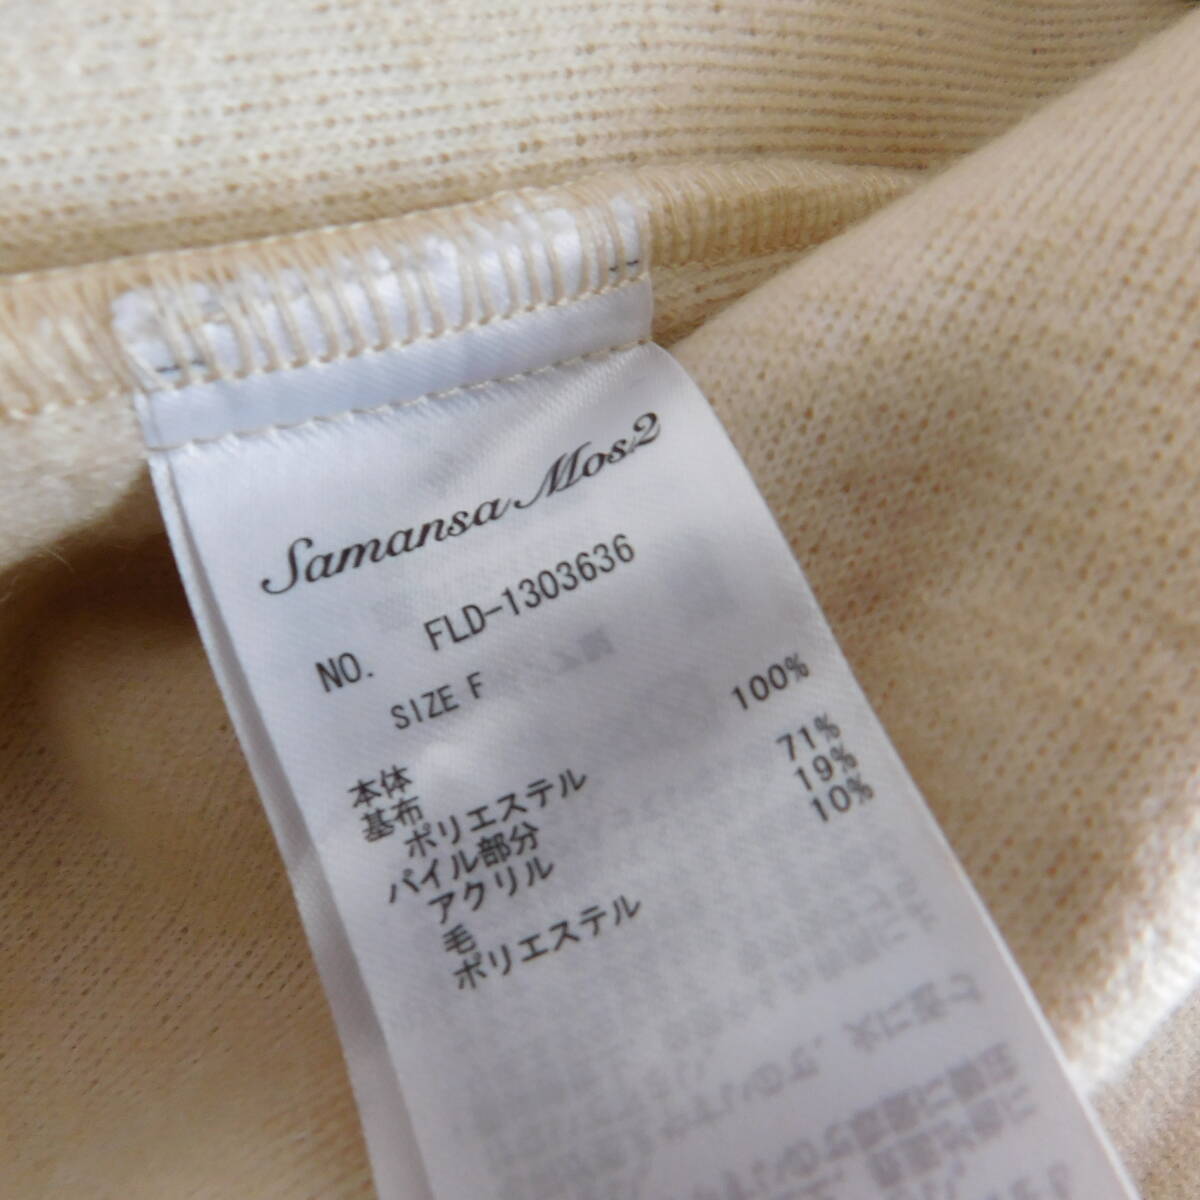 Samansa Mos2
NO. FLD-1303636
SIZE F
本体
基布
ポリエステル 100%
パイル部分
アクリル 71%
毛 19%
ポリエステル 10%